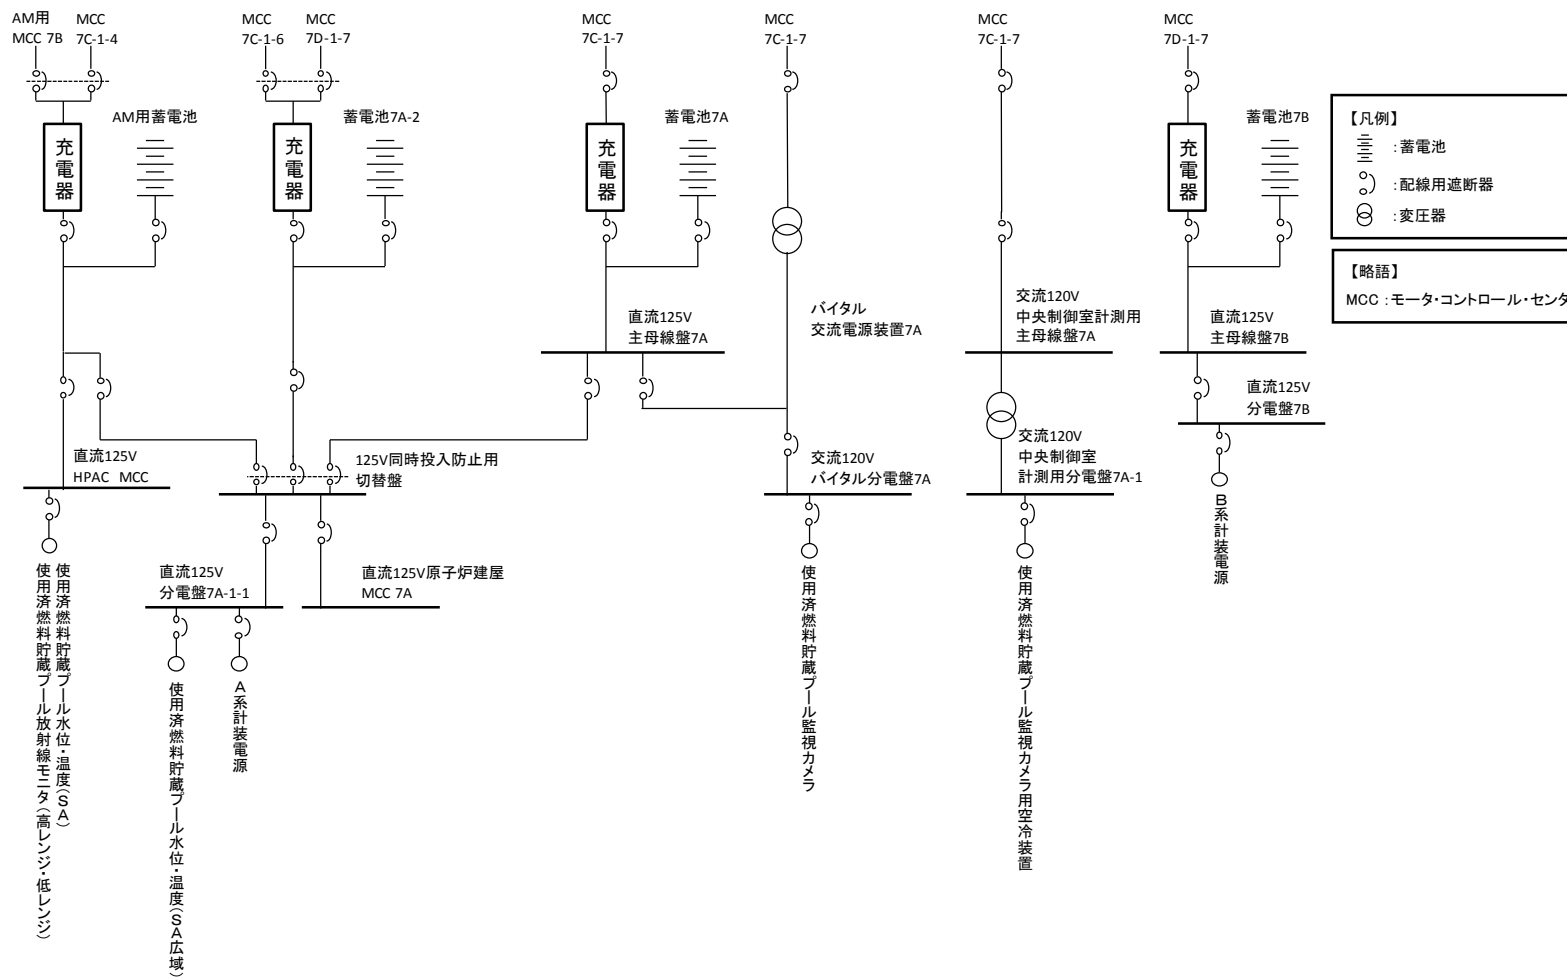 AM用
MCC 7B
MCC
7C-1-4
MCC
7C-1-6
MCC
7D-1-7
MCC
7C-1-7
MCC
7C-1-7
MCC
7C-1-7
MCC
7D-1-7
充電器
AM用蓄電池
充電器
蓄電池7A-2
充電器
蓄電池7A
充電器
蓄電池7B
【凡例】
:蓄電池
:配線用遮断器
:変圧器
【略語】
MCC:モータ・コントロール・センタ
直流125V
主母線盤7A
バイタル
交流電源装置7A
交流120V
中央制御室計測用
主母線盤7A
直流125V
主母線盤7B
直流125V
分電盤7B
直流125V
HPAC MCC
125V同時投入防止用
切替盤
交流120V
バイタル分電盤7A
交流120V
中央制御室
計測用分電盤7A-1
直流125V
分電盤7A-1-1
直流125V原子炉建屋
MCC 7A
使用済燃料貯蔵プール水位・温度(SA)
使用済燃料貯蔵プール放射線モニタ(高レンジ・低レンジ)
使用済燃料貯蔵プール水位・温度(SA広域)
A系計装電源
使用済燃料貯蔵プール監視カメラ
使用済燃料貯蔵プール監視カメラ用空冷装置
B系計装電源